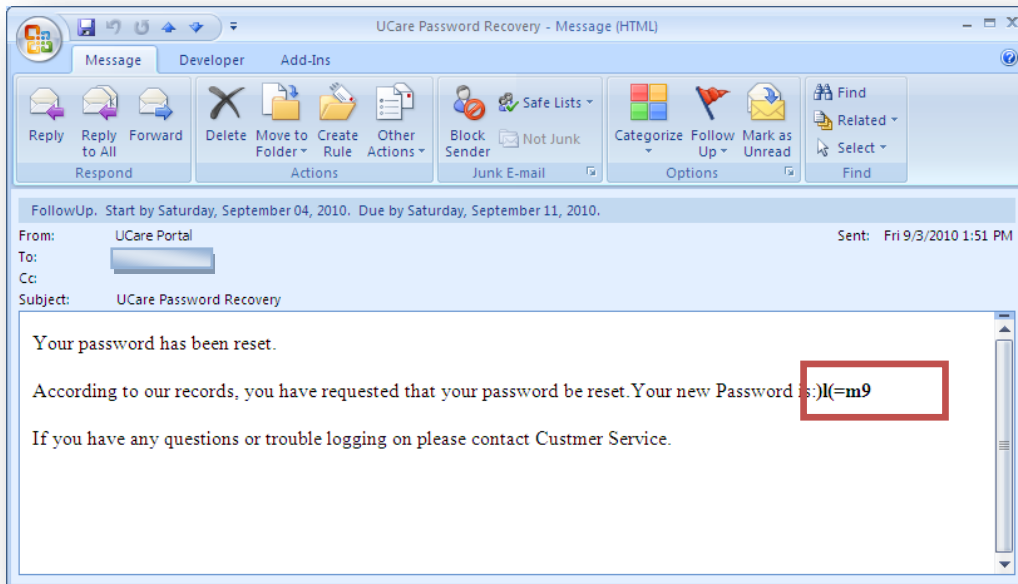 UCare Password Recovery - Message (HTML)
Message Developer Add-Ins
Reply Reply to All Forward
Respond
Delete Move to Folder Create Rule Other Actions
Actions
Block Sender Safe Lists Not Junk
Junk E-mail
Categorize Follow Up Mark as Unread
Options
Find
Related
Select
Find
FollowUp. Start by Saturday, September 04, 2010. Due by Saturday, September 11, 2010.
From: UCare Portal Sent: Fri 9/3/2010 1:51 PM
To:
Cc:
Subject: UCare Password Recovery
Your password has been reset.
According to our records, you have requested that your password be reset.Your new Password is:)l(=m9
If you have any questions or trouble logging on please contact Custmer Service.